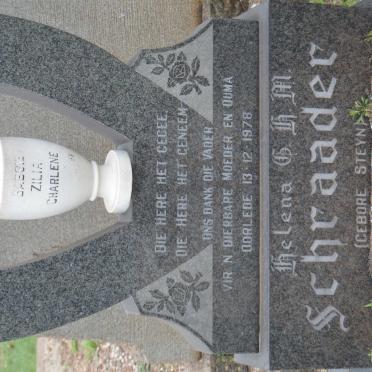 BABSIE
ZILIA
CHARLENE
DIE HERE HET GEGEE,
DIE HERE HET GENEEM
ONS DANK DIE VADER
VIR N DIERBARE MOEDER EN OUMA
OORLEDE 13.12.1978
Helena G H M
Schraader
(GEBORE STEYN)